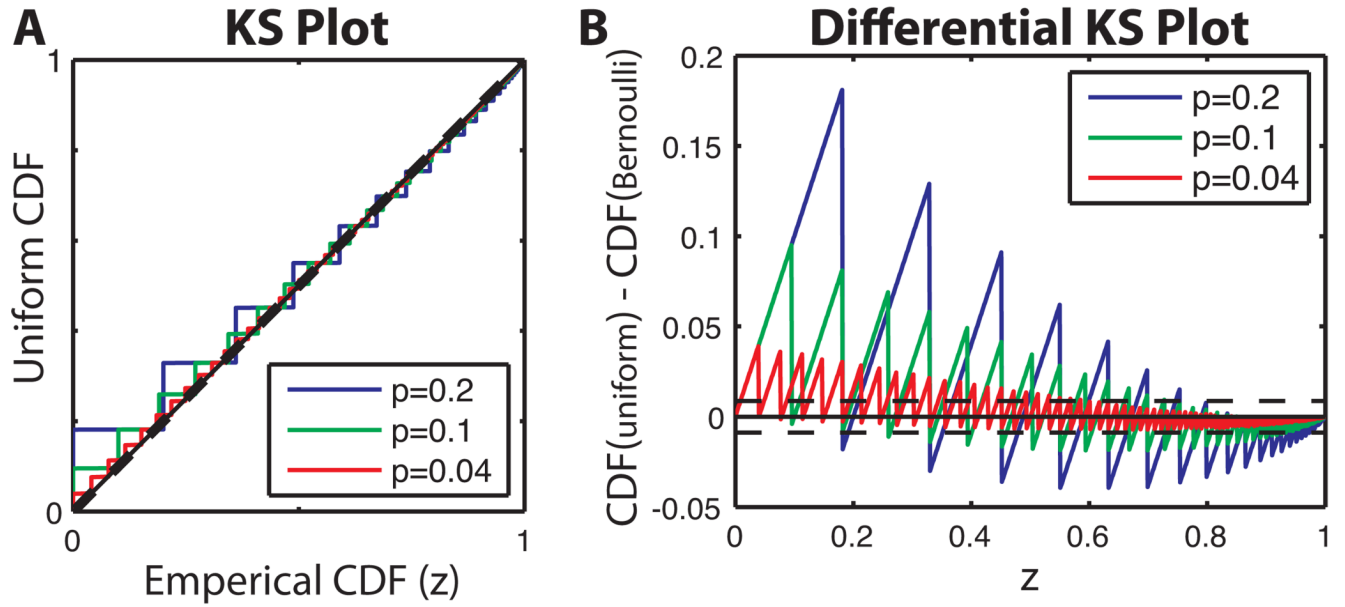 A
KS Plot
1
Uniform CDF
p=0.2
p=0.1
p=0.04
0
0
1
Emperical CDF (z)
B
Differential KS Plot
CDF(uniform) - CDF(Bernoulli)
0.2
0.15
0.1
0.05
0
-0.05
p=0.2
p=0.1
p=0.04
0
0.2
0.4
0.6
0.8
1
z